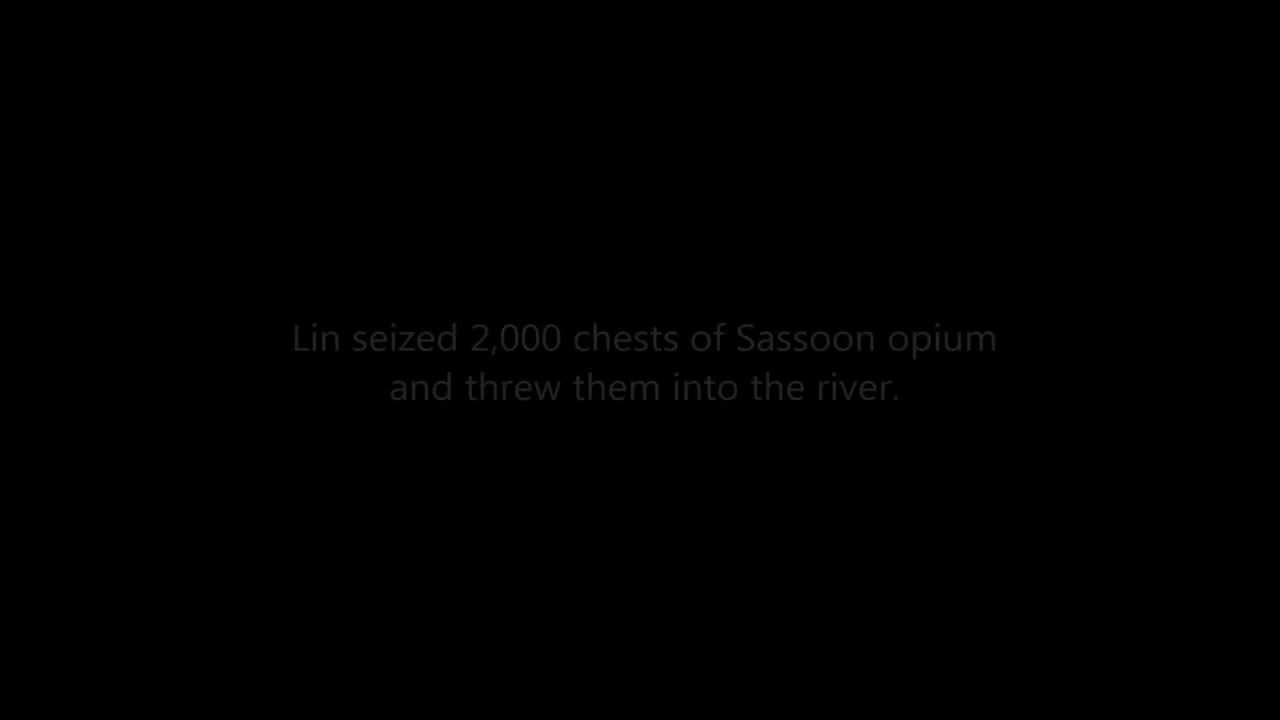 Lin seized 2,000 chests of Sassoon opium
and threw them into the river.